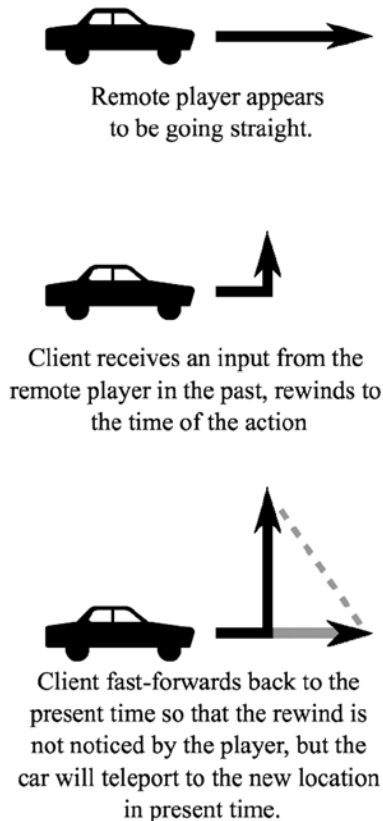 Remote player appears
to be going straight.
Client receives an input from the
remote player in the past, rewinds to
the time of the action
Client fast-forwards back to the
present time so that the rewind is
not noticed by the player, but the
car will teleport to the new location
in present time.